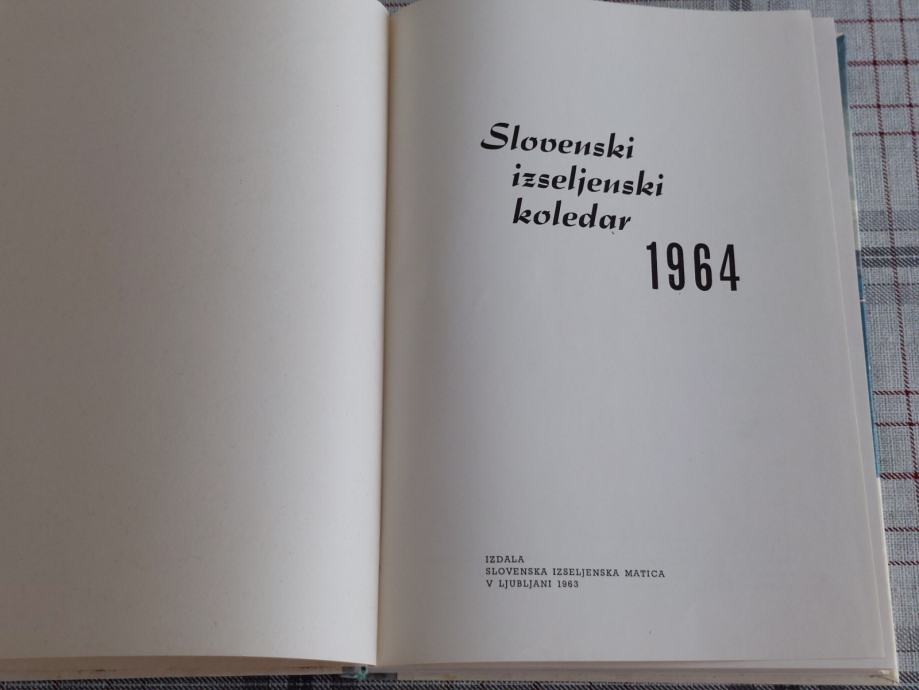 Slovenski
izseljenski
koledar
1964
IZDALA
SLOVENSKA IZSELJENSKA MATICA
V LJUBLJANI 1963